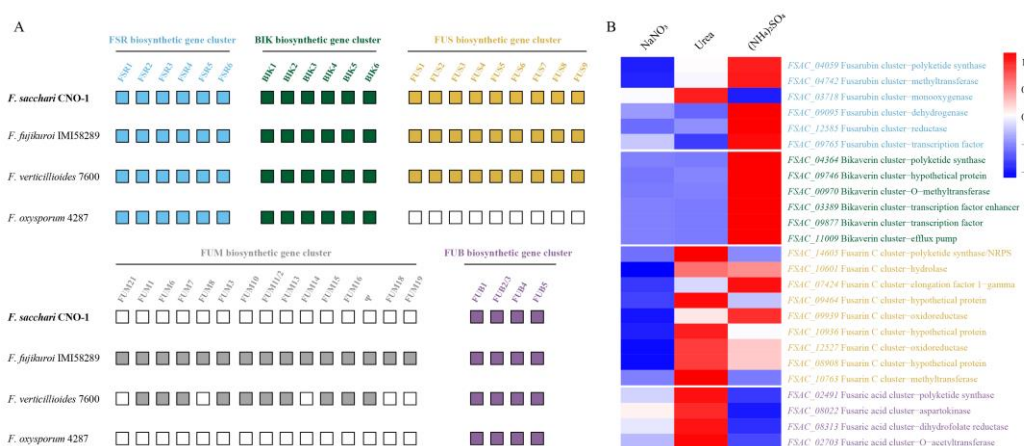 A
FSR biosynthetic gene cluster
BIK biosynthetic gene cluster
FUS biosynthetic gene cluster
FSR1 FSR2 FSR3 FSR4 FSR5 FSR6
BIK1 BIK2 BIK3 BIK4 BIK5 BIK6
FUS1 FUS2 FUS3 FUS4 FUS5 FUS6 FUS7 FUS8 FUS9
F. sacchari CNO-1
F. fujikuroi IMI58289
F. verticillioides 7600
F. oxysporum 4287
FUM biosynthetic gene cluster
FUB biosynthetic gene cluster
FUM21 FUM1 FUM6 FUM7 FUM8 FUM3 FUM10 FUM11/2 FUM13 FUM14 FUM15 FUM16 Ψ FUM18 FUM19
FUB1 FUB2/3 FUB4 FUB5
F. sacchari CNO-1
F. fujikuroi IMI58289
F. verticillioides 7600
F. oxysporum 4287
B
NaNO₃ Urea (NH₄)₂SO₄
FSAC_04059 Fusarubin cluster−polyketide synthase
FSAC_04742 Fusarubin cluster−methyltransferase
FSAC_03718 Fusarubin cluster−monooxygenase
FSAC_09095 Fusarubin cluster−dehydrogenase
FSAC_12585 Fusarubin cluster−reductase
FSAC_09765 Fusarubin cluster−transcription factor
FSAC_04364 Bikaverin cluster−polyketide synthase
FSAC_09746 Bikaverin cluster−hypothetical protein
FSAC_00970 Bikaverin cluster−O−methyltransferase
FSAC_03389 Bikaverin cluster−transcription factor enhancer
FSAC_09877 Bikaverin cluster−transcription factor
FSAC_11009 Bikaverin cluster−efflux pump
FSAC_14603 Fusarin C cluster−polyketide synthase/NRPS
FSAC_10601 Fusarin C cluster−hydrolase
FSAC_07424 Fusarin C cluster−elongation factor 1−gamma
FSAC_09464 Fusarin C cluster−hypothetical protein
FSAC_09939 Fusarin C cluster−oxidoreductase
FSAC_10936 Fusarin C cluster−hypothetical protein
FSAC_12527 Fusarin C cluster−oxidoreductase
FSAC_08908 Fusarin C cluster−hypothetical protein
FSAC_10763 Fusarin C cluster−methyltransferase
FSAC_02491 Fusaric acid cluster−polyketide synthase
FSAC_08022 Fusaric acid cluster−aspartokinase
FSAC_08313 Fusaric acid cluster−dihydrofolate reductase
FSAC_02703 Fusaric acid cluster−O−acetyltransferase